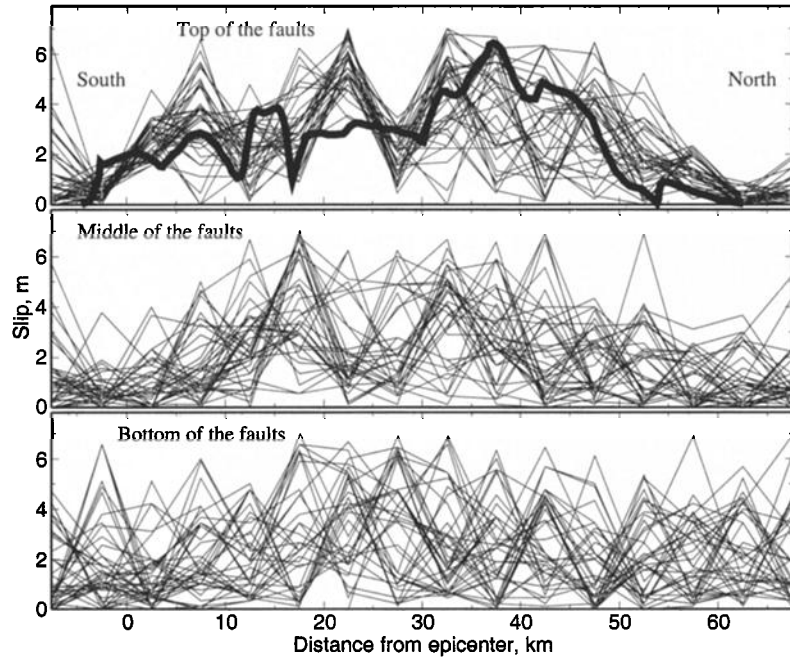 Top of the faults
South
North
6
4
2
0
Middle of the faults
6
4
2
0
Slip, m
Bottom of the faults
6
4
2
0
0 10 20 30 40 50 60
Distance from epicenter, km